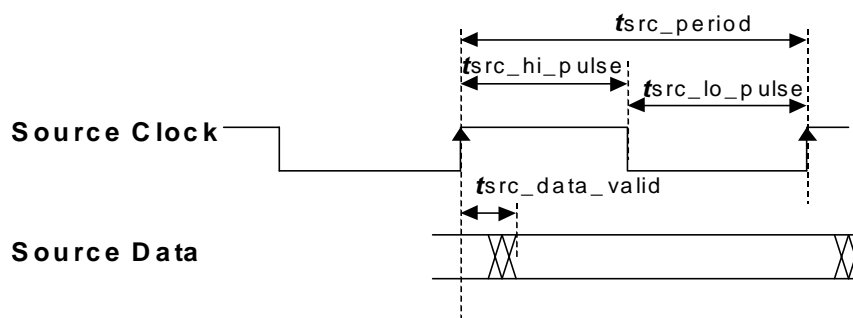 tsrc_period
tsrc_hi_pulse
tsrc_lo_pulse
Source Clock
tsrc_data_valid
Source Data